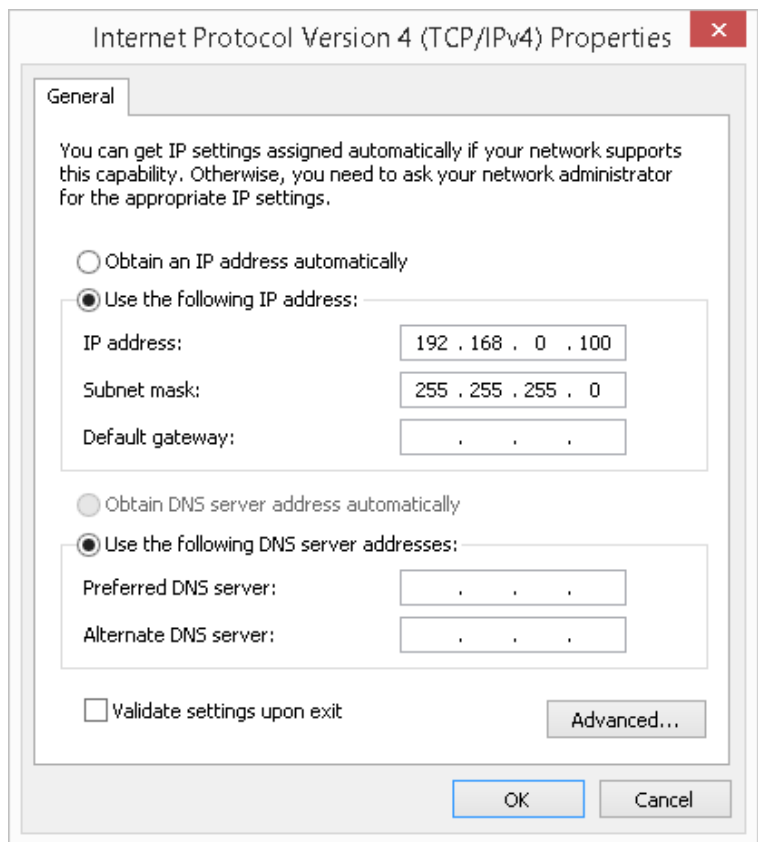 Internet Protocol Version 4 (TCP/IPv4) Properties
General
You can get IP settings assigned automatically if your network supports
this capability. Otherwise, you need to ask your network administrator
for the appropriate IP settings.
Obtain an IP address automatically
Use the following IP address:
IP address: 192 . 168 . 0 . 100
Subnet mask: 255 . 255 . 255 . 0
Default gateway: . . .
Obtain DNS server address automatically
Use the following DNS server addresses:
Preferred DNS server: . . .
Alternate DNS server: . . .
Validate settings upon exit
Advanced...
OK Cancel